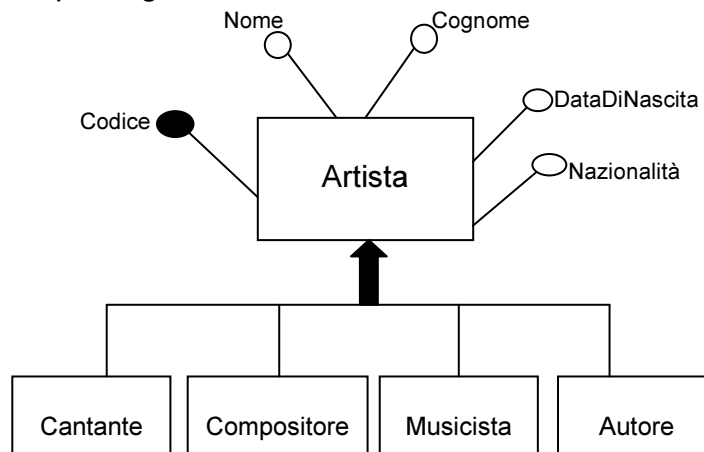 Nome
Cognome
Codice
DataDiNascita
Artista
Nazionalità
Cantante
Compositore
Musicista
Autore